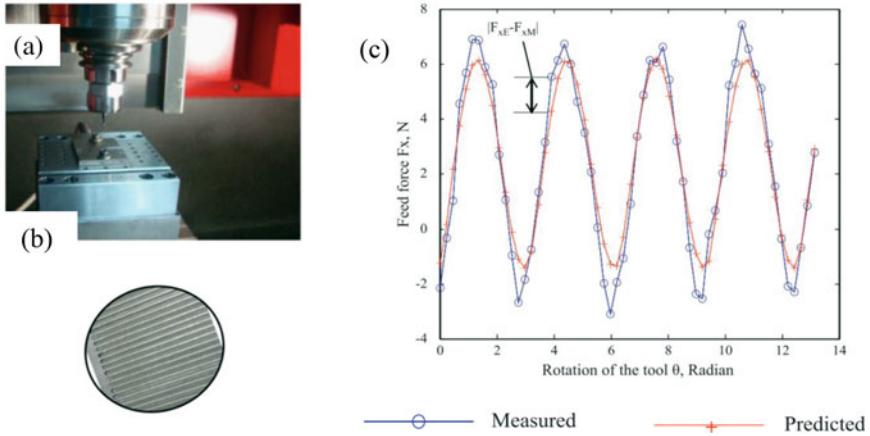 (a)
(b)
(c)
|FxE-FxM|
Feed force Fx, N
8
6
4
2
0
-2
-4
0
2
4
6
8
10
12
14
Rotation of the tool θ, Radian
Measured
Predicted